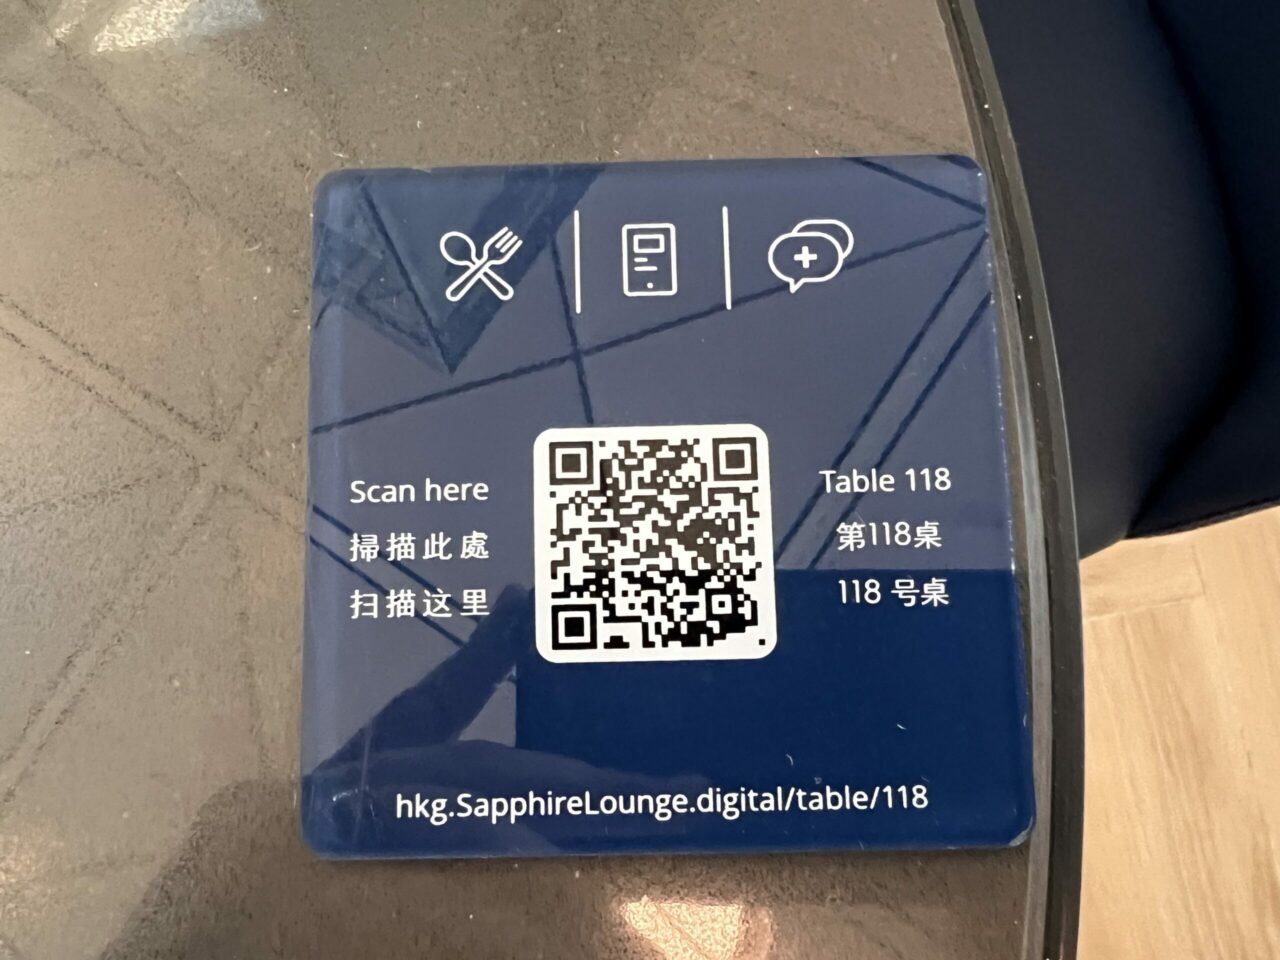 Scan here
掃描此處
扫描这里
Table 118
第118桌
118 号桌
hkg.SapphireLounge.digital/table/118